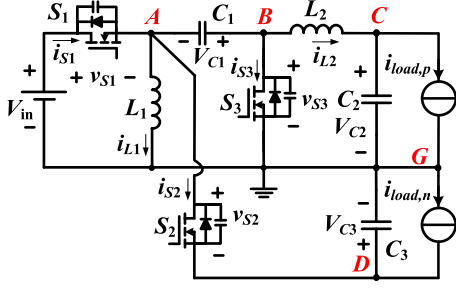 S1 A C1 B L2 C
iS1 + vS1 − − VC1 + iL2
+ Vin −
L1 iL1
iS3 S3 + vS3 −
+ C2 VC2 −
iload,p
G
iS2 S2 + vS2 −
− VC3 + C3
iload,n
D